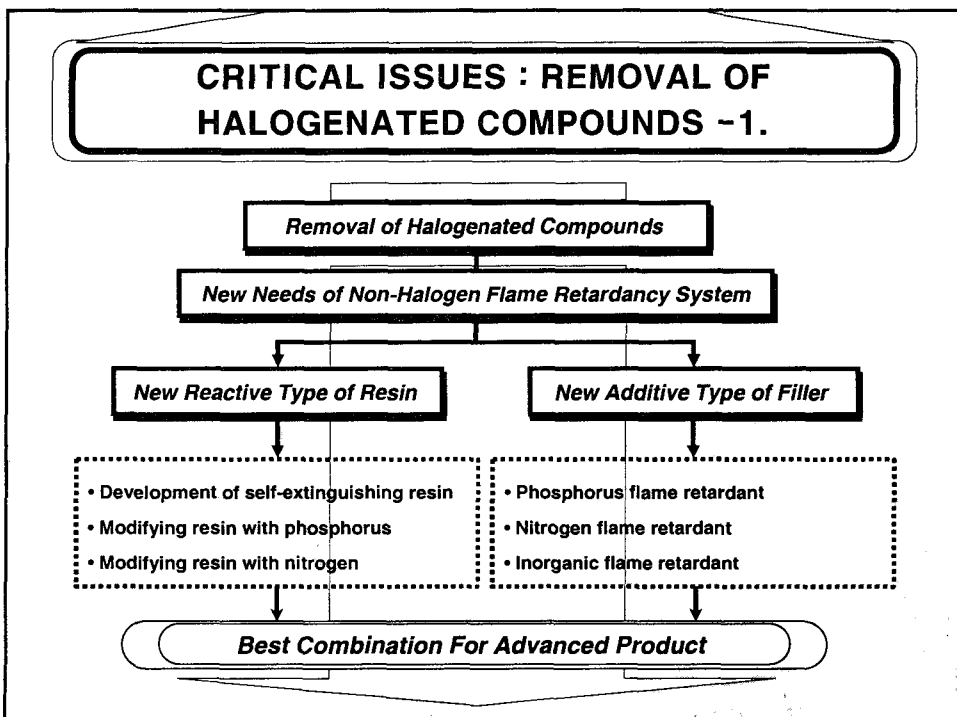 CRITICAL ISSUES : REMOVAL OF
HALOGENATED COMPOUNDS -1.
Removal of Halogenated Compounds
New Needs of Non-Halogen Flame Retardancy System
New Reactive Type of Resin
New Additive Type of Filler
• Development of self-extinguishing resin
• Modifying resin with phosphorus
• Modifying resin with nitrogen
• Phosphorus flame retardant
• Nitrogen flame retardant
• Inorganic flame retardant
Best Combination For Advanced Product